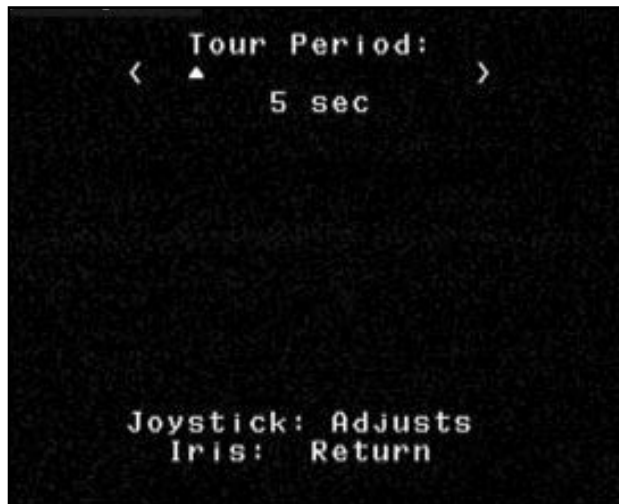 Tour Period:
< ▲ >
5 sec
Joystick: Adjusts
Iris: Return